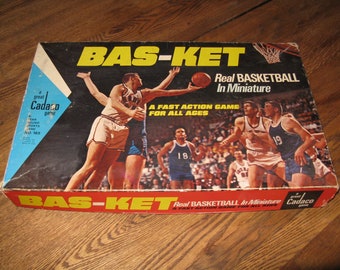 BAS-KET
Real BASKETBALL
In Miniature
A FAST ACTION GAME
FOR ALL AGES
a great
Cadaco
game
18
19
BAS-KET
Real BASKETBALL In Miniature
a great
Cadaco
game